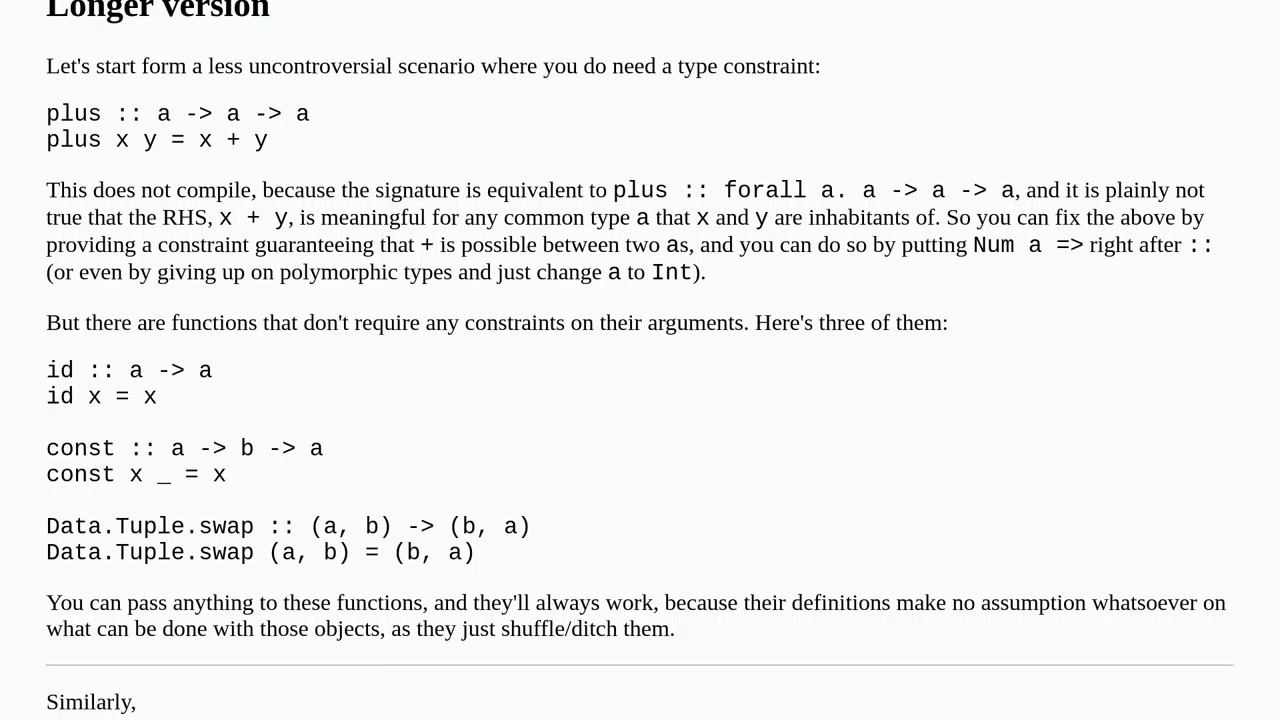 Longer version
Let's start form a less uncontroversial scenario where you do need a type constraint:
plus :: a -> a -> a
plus x y = x + y
This does not compile, because the signature is equivalent to plus :: forall a. a -> a -> a, and it is plainly not
true that the RHS, x + y, is meaningful for any common type a that x and y are inhabitants of. So you can fix the above by
providing a constraint guaranteeing that + is possible between two as, and you can do so by putting Num a => right after ::
(or even by giving up on polymorphic types and just change a to Int).
But there are functions that don't require any constraints on their arguments. Here's three of them:
id :: a -> a
id x = x
const :: a -> b -> a
const x _ = x
Data.Tuple.swap :: (a, b) -> (b, a)
Data.Tuple.swap (a, b) = (b, a)
You can pass anything to these functions, and they'll always work, because their definitions make no assumption whatsoever on
what can be done with those objects, as they just shuffle/ditch them.
Similarly,